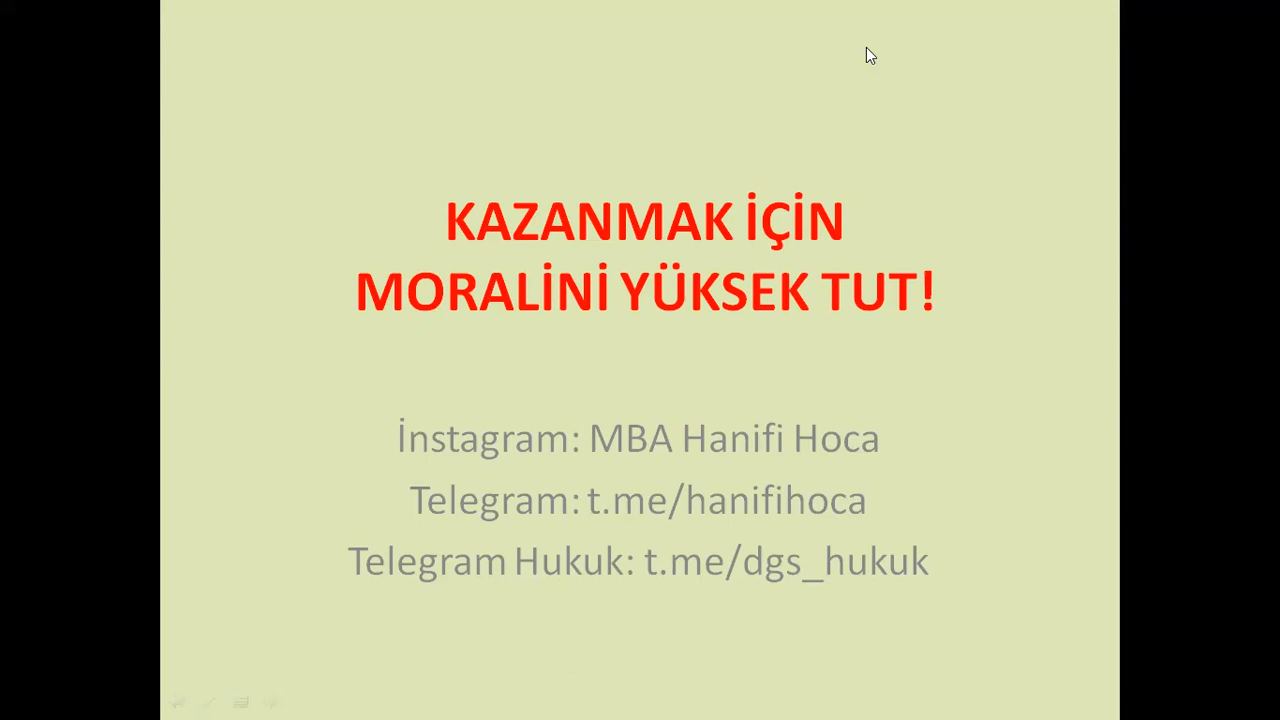 KAZANMAK İÇİN
MORALİNİ YÜKSEK TUT!
İnstagram: MBA Hanifi Hoca
Telegram: t.me/hanifihoca
Telegram Hukuk: t.me/dgs_hukuk